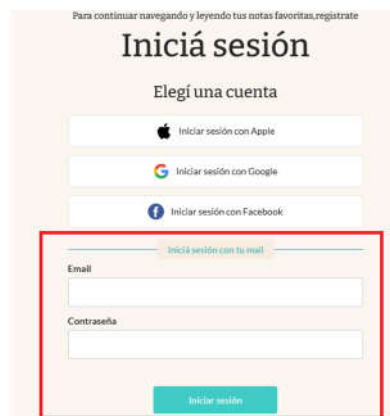 Para continuar navegando y leyendo tus notas favoritas,registrate
Iniciá sesión
Elegí una cuenta
Iniciar sesión con Apple
Iniciar sesión con Google
Iniciar sesión con Facebook
Iniciá sesión con tu mail
Email
Contraseña
Iniciar sesión